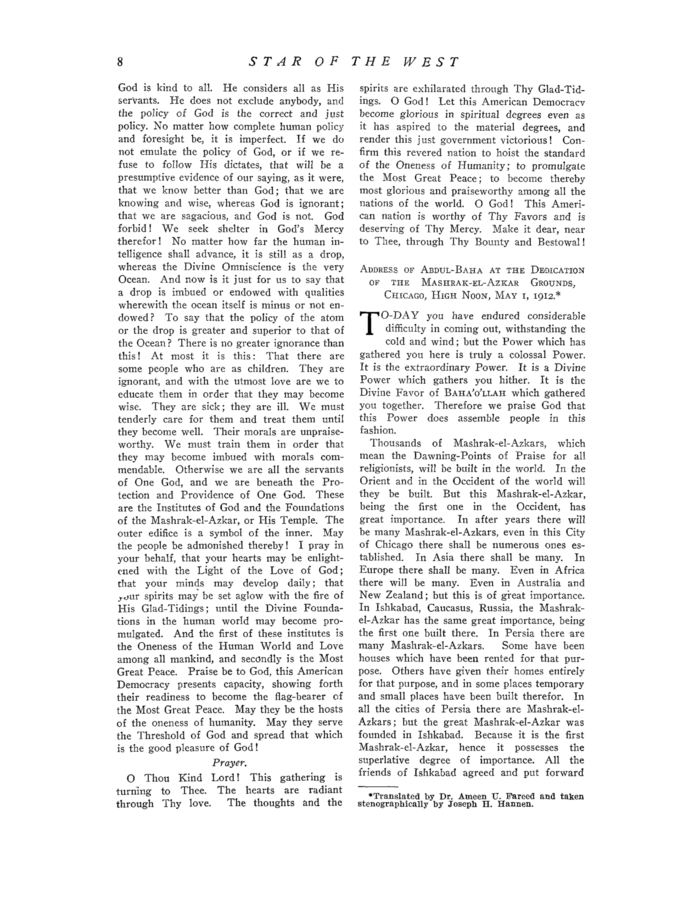 8
STAR OF THE WEST
God is kind to all. He considers all as His
servants. He does not exclude anybody, and
the policy of God is the correct and just
policy. No matter how complete human policy
and foresight be, it is imperfect. If we do
not emulate the policy of God, or if we re-
fuse to follow His dictates, that will be a
presumptive evidence of our saying, as it were,
that we know better than God; that we are
knowing and wise, whereas God is ignorant;
that we are sagacious, and God is not. God
forbid! We seek shelter in God's Mercy
therefor! No matter how far the human in-
telligence shall advance, it is still as a drop,
whereas the Divine Omniscience is the very
Ocean. And now is it just for us to say that
a drop is imbued or endowed with qualities
wherewith the ocean itself is minus or not en-
dowed? To say that the policy of the atom
or the drop is greater and superior to that of
the Ocean? There is no greater ignorance than
this! At most it is this: That there are
some people who are as children. They are
ignorant, and with the utmost love are we to
educate them in order that they may become
wise. They are sick; they are ill. We must
tenderly care for them and treat them until
they become well. Their morals are unpraise-
worthy. We must train them in order that
they may become imbued with morals com-
mendable. Otherwise we are all the servants
of One God, and we are beneath the Pro-
tection and Providence of One God. These
are the Institutes of God and the Foundations
of the Mashrak-el-Azkar, or His Temple. The
outer edifice is a symbol of the inner. May
the people be admonished thereby! I pray in
your behalf, that your hearts may be enlight-
ened with the Light of the Love of God;
that your minds may develop daily; that
your spirits may be set aglow with the fire of
His Glad-Tidings; until the Divine Founda-
tions in the human world may become pro-
mulgated. And the first of these institutes is
the Oneness of the Human World and Love
among all mankind, and secondly is the Most
Great Peace. Praise be to God, this American
Democracy presents capacity, showing forth
their readiness to become the flag-bearer of
the Most Great Peace. May they be the hosts
of the oneness of humanity. May they serve
the Threshold of God and spread that which
is the good pleasure of God!
Prayer.
O Thou Kind Lord! This gathering is
turning to Thee. The hearts are radiant
through Thy love. The thoughts and the
spirits are exhilarated through Thy Glad-Tid-
ings. O God! Let this American Democracy
become glorious in spiritual degrees even as
it has aspired to the material degrees, and
render this just government victorious! Con-
firm this revered nation to hoist the standard
of the Oneness of Humanity; to promulgate
the Most Great Peace; to become thereby
most glorious and praiseworthy among all the
nations of the world. O God! This Ameri-
can nation is worthy of Thy Favors and is
deserving of Thy Mercy. Make it dear, near
to Thee, through Thy Bounty and Bestowal!
ADDRESS OF ABDUL-BAHA AT THE DEDICATION
OF THE MASHRAK-EL-AZKAR GROUNDS,
CHICAGO, HIGH NOON, MAY 1, 1912.*
TO-DAY you have endured considerable
difficulty in coming out, withstanding the
cold and wind; but the Power which has
gathered you here is truly a colossal Power.
It is the extraordinary Power. It is a Divine
Power which gathers you hither. It is the
Divine Favor of BAHA'O'LLAH which gathered
you together. Therefore we praise God that
this Power does assemble people in this
fashion.
Thousands of Mashrak-el-Azkars, which
mean the Dawning-Points of Praise for all
religionists, will be built in the world. In the
Orient and in the Occident of the world will
they be built. But this Mashrak-el-Azkar,
being the first one in the Occident, has
great importance. In after years there will
be many Mashrak-el-Azkars, even in this City
of Chicago there shall be numerous ones es-
tablished. In Asia there shall be many. In
Europe there shall be many. Even in Africa
there will be many. Even in Australia and
New Zealand; but this is of great importance.
In Ishkabad, Caucasus, Russia, the Mashrak-
el-Azkar has the same great importance, being
the first one built there. In Persia there are
many Mashrak-el-Azkars. Some have been
houses which have been rented for that pur-
pose. Others have given their homes entirely
for that purpose, and in some places temporary
and small places have been built therefor. In
all the cities of Persia there are Mashrak-el-
Azkars; but the great Mashrak-el-Azkar was
founded in Ishkabad. Because it is the first
Mashrak-el-Azkar, hence it possesses the
superlative degree of importance. All the
friends of Ishkabad agreed and put forward
*Translated by Dr. Ameen U. Fareed and taken
stenographically by Joseph H. Hannen.